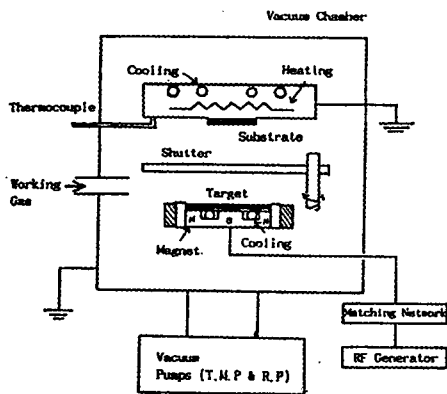 Vacuum Chamber
Cooling
Heating
Thermocouple
Substrate
Shutter
Working
Gas
Target
Magnet.
Cooling
Matching Network
RF Generator
Vacuum
Pumps (T.M.P & R.P)